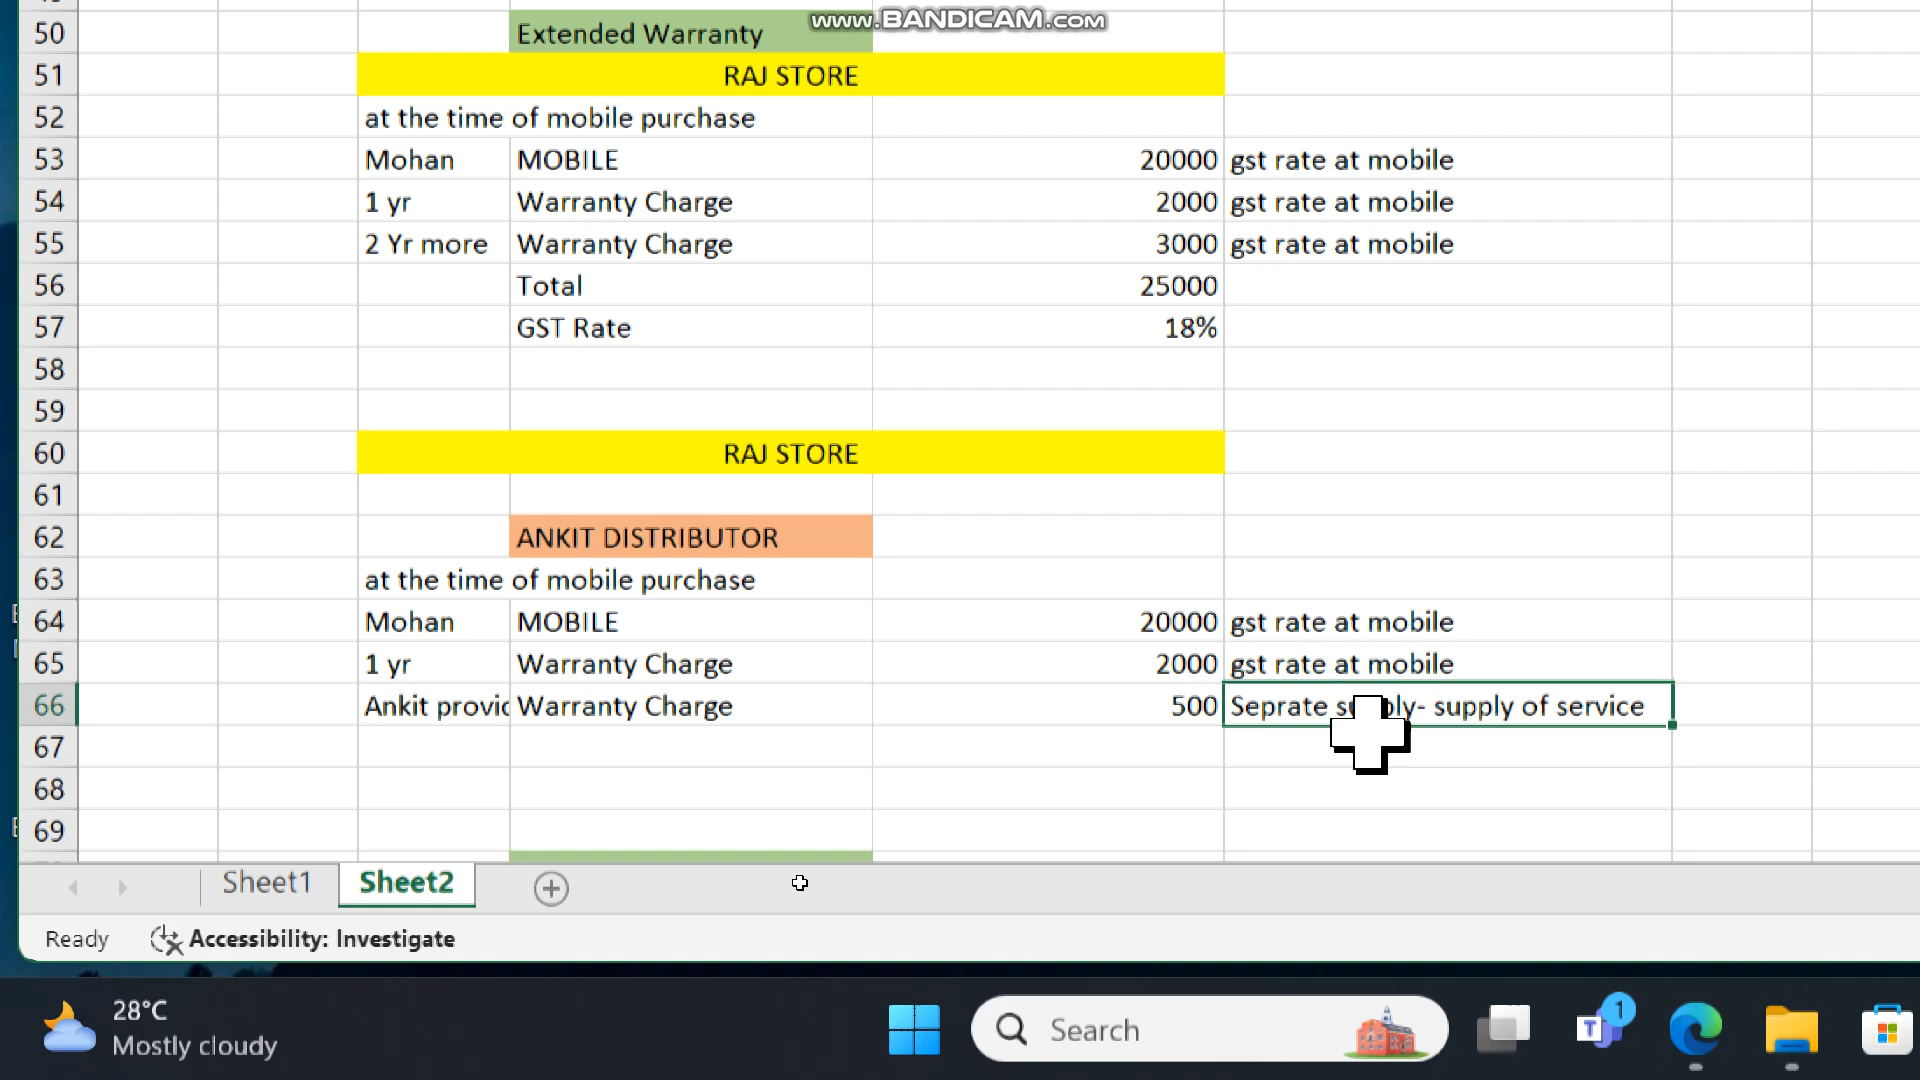 www.BANDICAM.com
50 Extended Warranty
51 RAJ STORE
52 at the time of mobile purchase
53 Mohan MOBILE 20000 gst rate at mobile
54 1 yr Warranty Charge 2000 gst rate at mobile
55 2 Yr more Warranty Charge 3000 gst rate at mobile
56 Total 25000
57 GST Rate 18%
58
59
60 RAJ STORE
61
62 ANKIT DISTRIBUTOR
63 at the time of mobile purchase
64 Mohan MOBILE 20000 gst rate at mobile
65 1 yr Warranty Charge 2000 gst rate at mobile
66 Ankit provic Warranty Charge 500 Seprate supply- supply of service
67
68
69
Sheet1 Sheet2
Ready Accessibility: Investigate
28°C
Mostly cloudy
Search
T 1